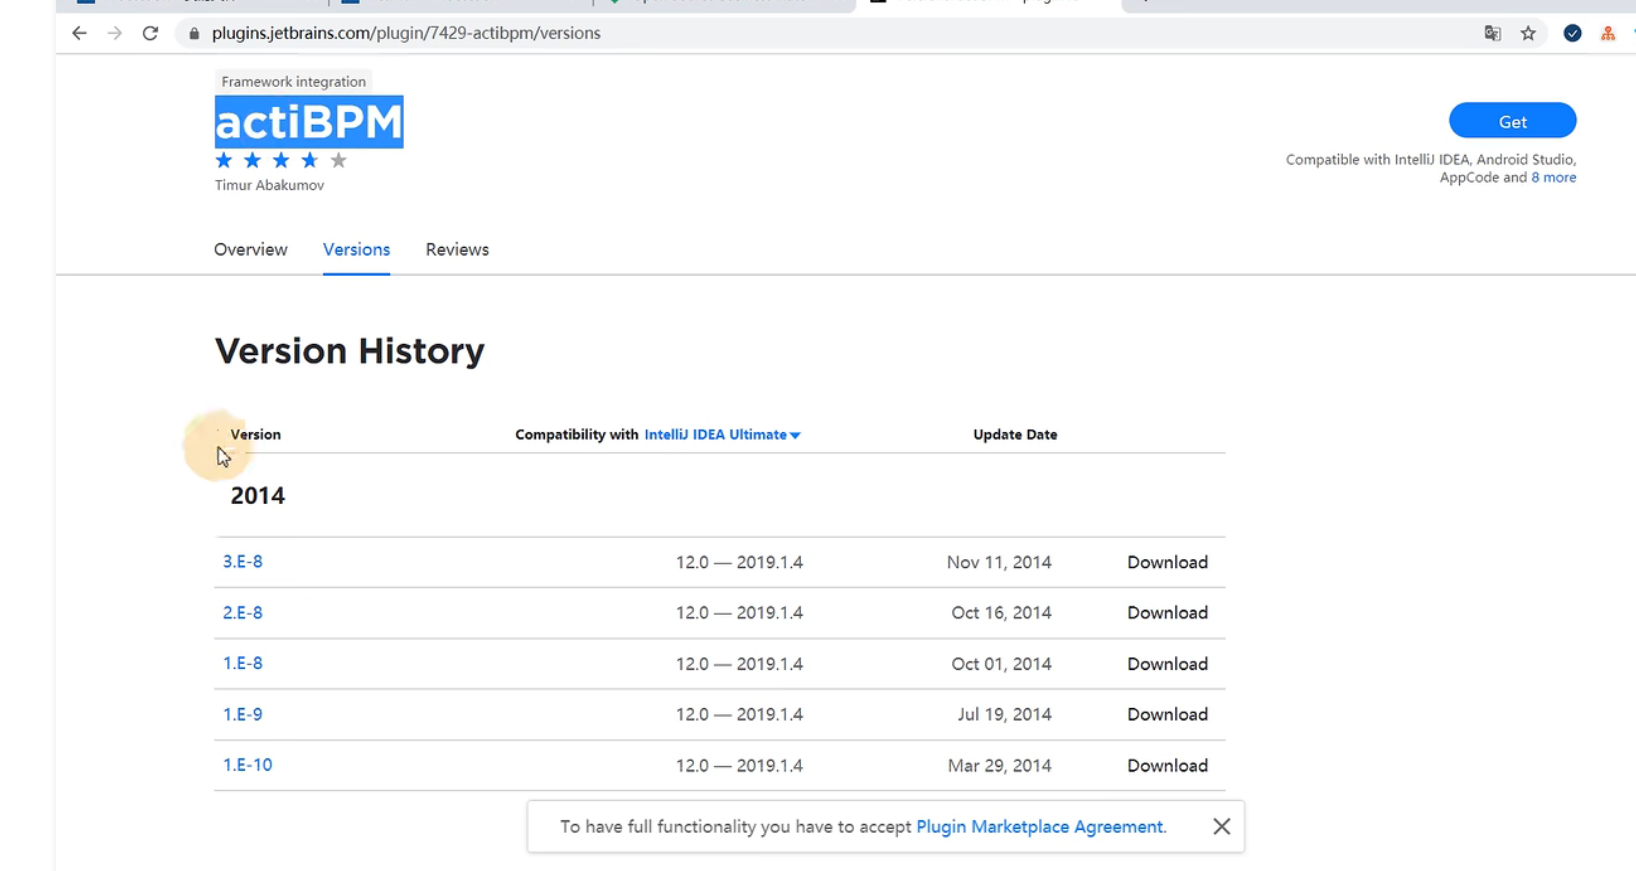 plugins.jetbrains.com/plugin/7429-actibpm/versions
Framework integration
actiBPM
Get
Timur Abakumov
Compatible with IntelliJ IDEA, Android Studio,
AppCode and 8 more
Overview Versions Reviews
Version History
Version Compatibility with IntelliJ IDEA Ultimate Update Date
2014
3.E-8 12.0 — 2019.1.4 Nov 11, 2014 Download
2.E-8 12.0 — 2019.1.4 Oct 16, 2014 Download
1.E-8 12.0 — 2019.1.4 Oct 01, 2014 Download
1.E-9 12.0 — 2019.1.4 Jul 19, 2014 Download
1.E-10 12.0 — 2019.1.4 Mar 29, 2014 Download
To have full functionality you have to accept Plugin Marketplace Agreement.